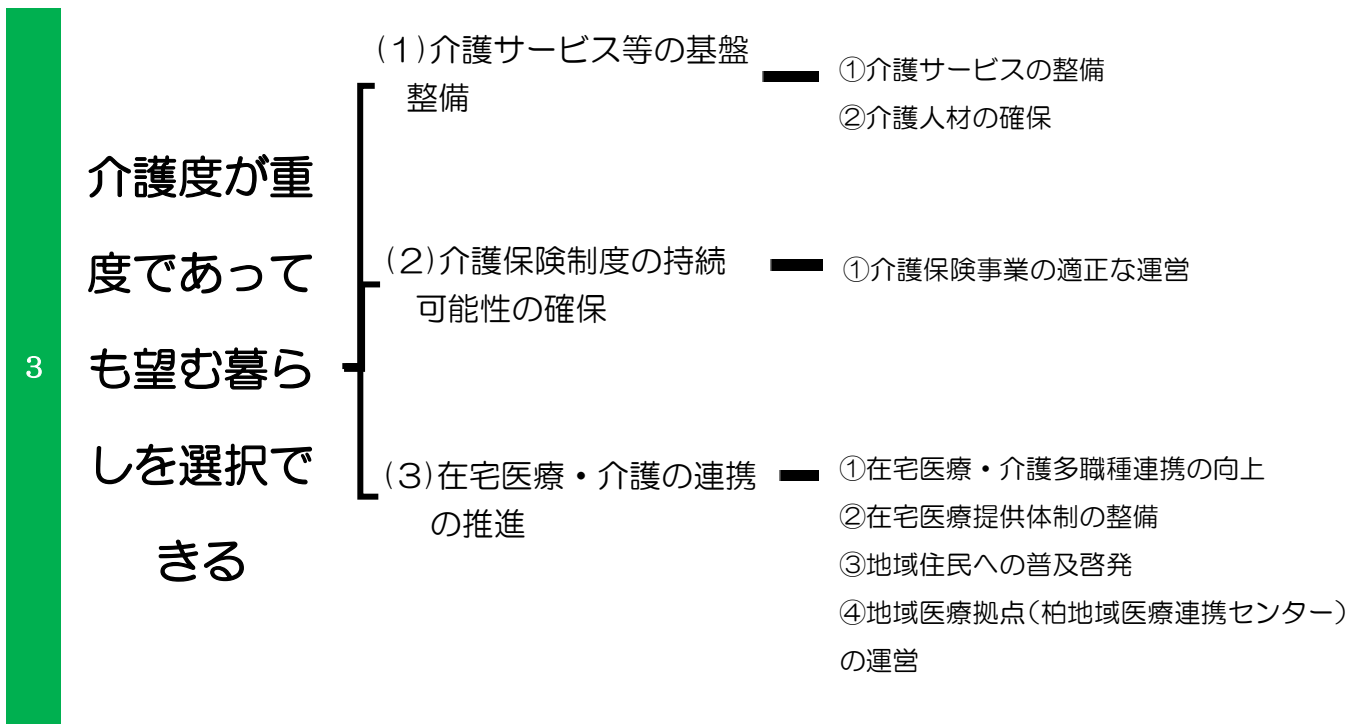 3
介護度が重
度であって
も望む暮ら
しを選択で
きる
(1)介護サービス等の基盤
整備
①介護サービスの整備
②介護人材の確保
(2)介護保険制度の持続
可能性の確保
①介護保険事業の適正な運営
(3)在宅医療・介護の連携
の推進
①在宅医療・介護多職種連携の向上
②在宅医療提供体制の整備
③地域住民への普及啓発
④地域医療拠点(柏地域医療連携センター)
の運営